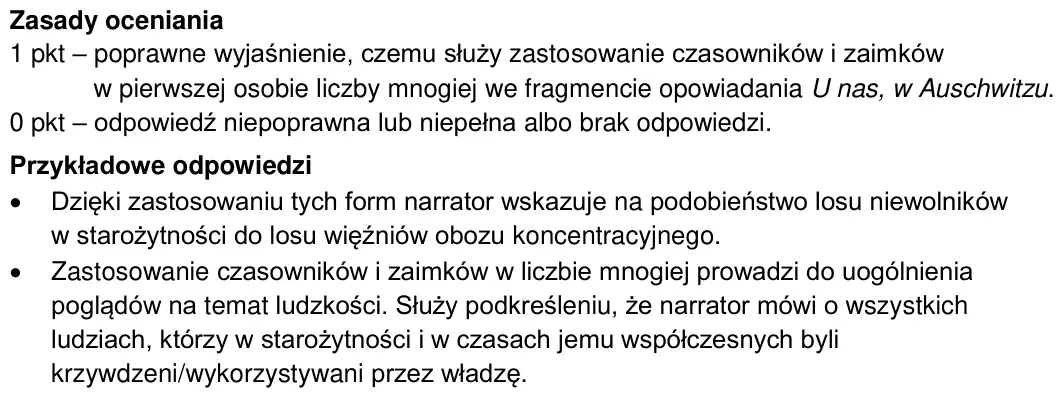 Zasady oceniania
1 pkt – poprawne wyjaśnienie, czemu służy zastosowanie czasowników i zaimków
w pierwszej osobie liczby mnogiej we fragmencie opowiadania U nas, w Auschwitzu.
0 pkt – odpowiedź niepoprawna lub niepełna albo brak odpowiedzi.
Przykładowe odpowiedzi
• Dzięki zastosowaniu tych form narrator wskazuje na podobieństwo losu niewolników
w starożytności do losu więźniów obozu koncentracyjnego.
• Zastosowanie czasowników i zaimków w liczbie mnogiej prowadzi do uogólnienia
poglądów na temat ludzkości. Służy podkreśleniu, że narrator mówi o wszystkich
ludziach, którzy w starożytności i w czasach jemu współczesnych byli
krzywdzeni/wykorzystywani przez władzę.